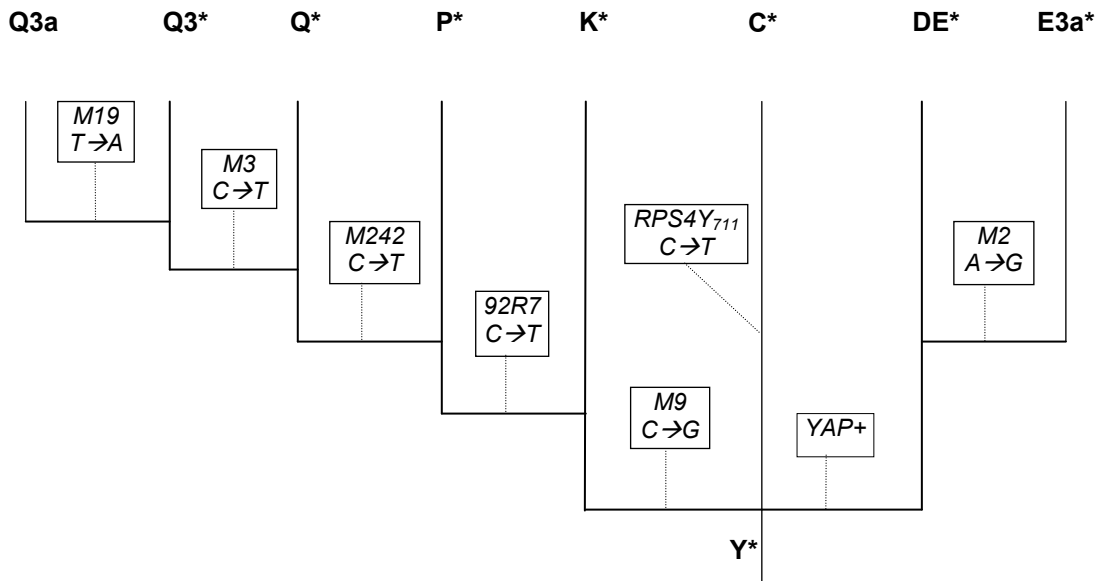 Q3a Q3* Q* P* K* C* DE* E3a*
M19
T→A
M3
C→T
M242
C→T
RPS4Y711
C→T
M2
A→G
92R7
C→T
M9
C→G
YAP+
Y*